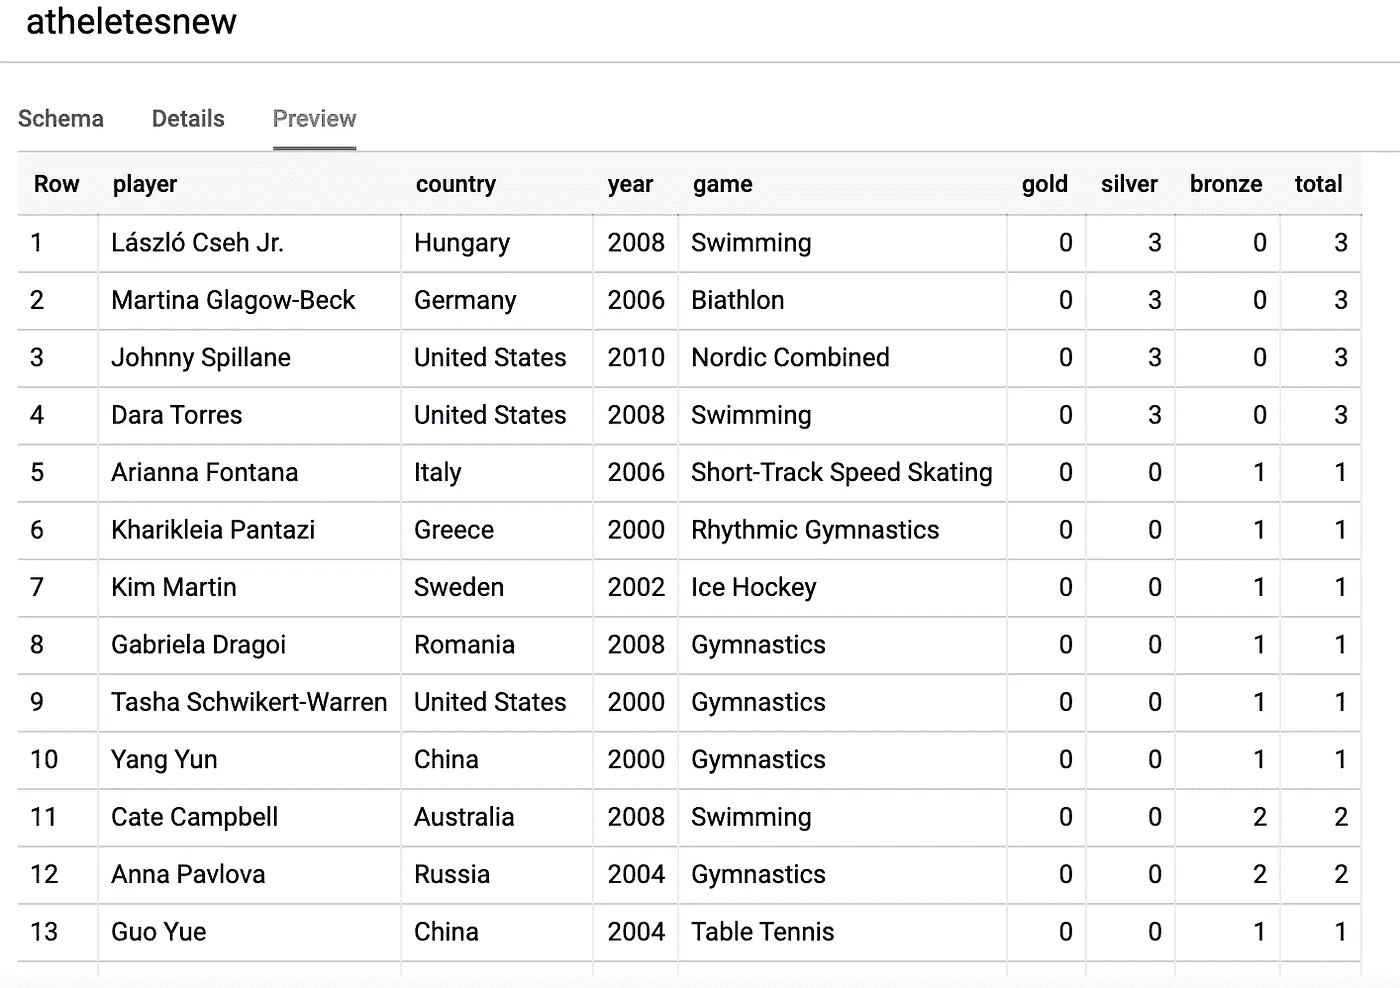 atheletesnew
Schema Details Preview
Row player country year game gold silver bronze total
1 László Cseh Jr. Hungary 2008 Swimming 0 3 0 3
2 Martina Glagow-Beck Germany 2006 Biathlon 0 3 0 3
3 Johnny Spillane United States 2010 Nordic Combined 0 3 0 3
4 Dara Torres United States 2008 Swimming 0 3 0 3
5 Arianna Fontana Italy 2006 Short-Track Speed Skating 0 0 1 1
6 Kharikleia Pantazi Greece 2000 Rhythmic Gymnastics 0 0 1 1
7 Kim Martin Sweden 2002 Ice Hockey 0 0 1 1
8 Gabriela Dragoi Romania 2008 Gymnastics 0 0 1 1
9 Tasha Schwikert-Warren United States 2000 Gymnastics 0 0 1 1
10 Yang Yun China 2000 Gymnastics 0 0 1 1
11 Cate Campbell Australia 2008 Swimming 0 0 2 2
12 Anna Pavlova Russia 2004 Gymnastics 0 0 2 2
13 Guo Yue China 2004 Table Tennis 0 0 1 1